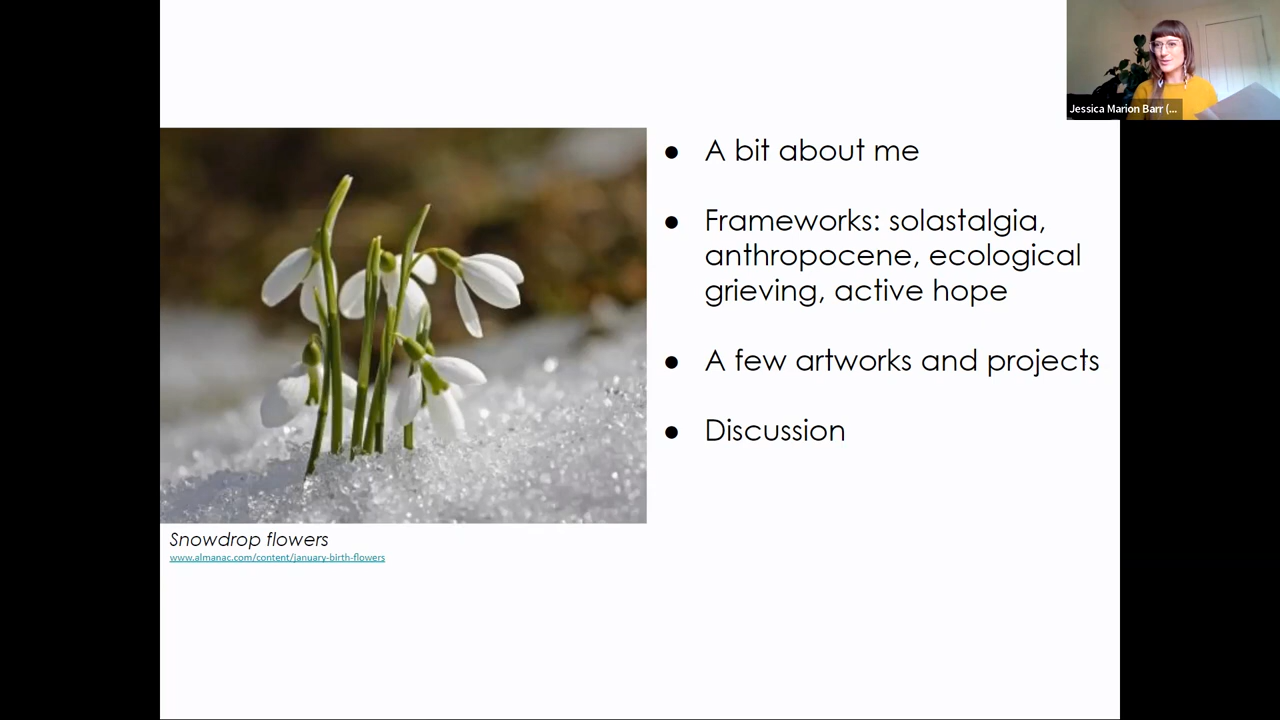 Jessica Marion Barr (...
● A bit about me
● Frameworks: solastalgia,
anthropocene, ecological
grieving, active hope
● A few artworks and projects
● Discussion
Snowdrop flowers
www.almanac.com/content/january-birth-flowers